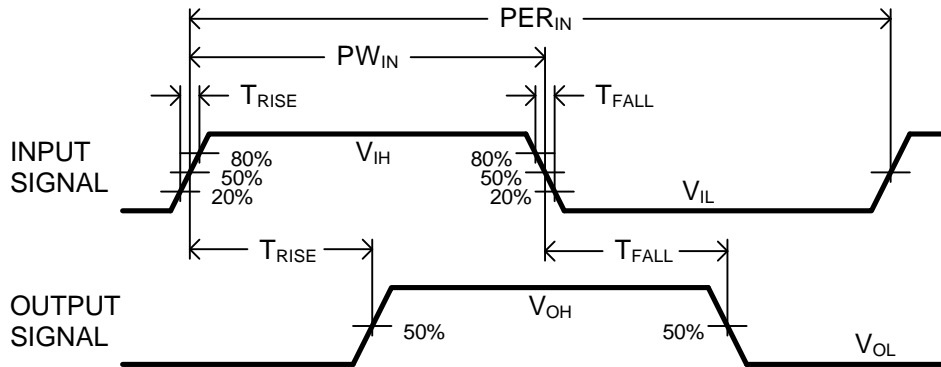 PER_IN
PW_IN
T_RISE
T_FALL
INPUT
SIGNAL
V_IH
80%
50%
20%
80%
50%
20%
V_IL
T_RISE
T_FALL
OUTPUT
SIGNAL
V_OH
50%
50%
V_OL